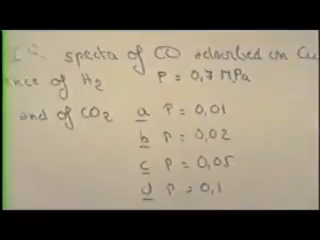 I.R. spectra of CO adsorbed on Cu
ence of H2 P = 0,7 MPa
and of CO2 a P = 0,01
b P = 0,02
c P = 0,05
d P = 0,1